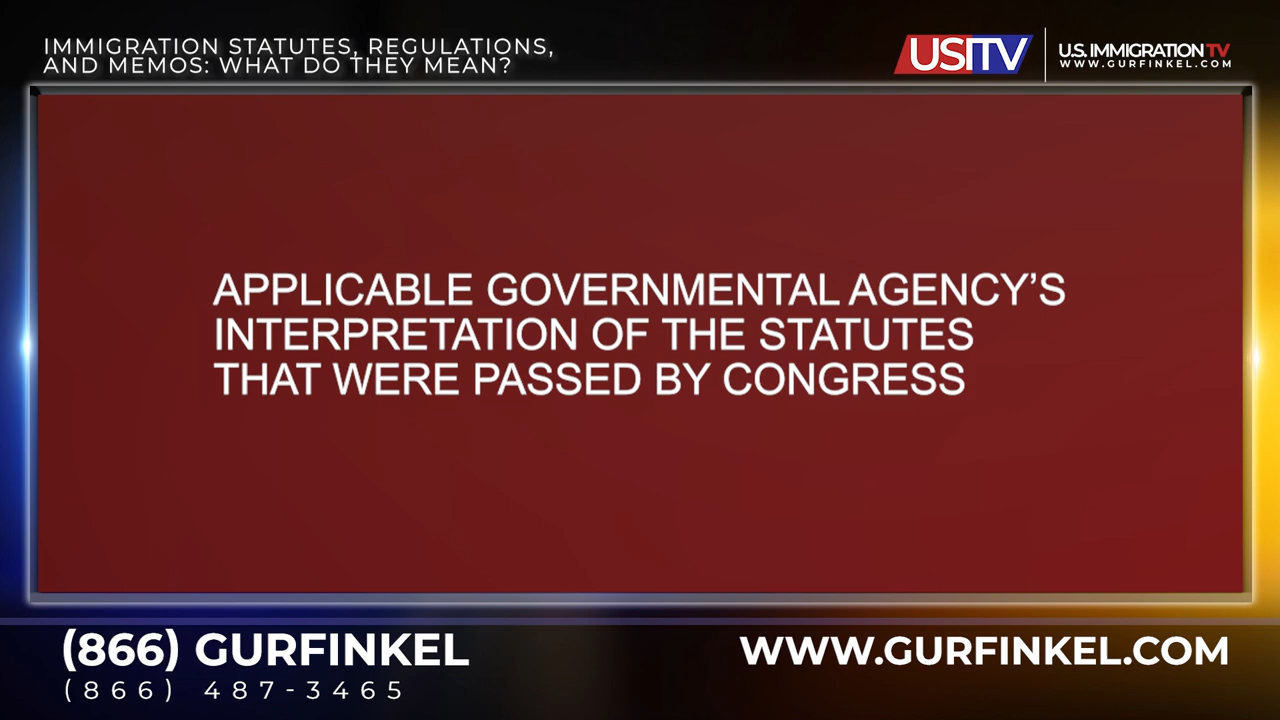 IMMIGRATION STATUTES, REGULATIONS,
AND MEMOS: WHAT DO THEY MEAN?
USITV
U.S. IMMIGRATION TV
WWW.GURFINKEL.COM
APPLICABLE GOVERNMENTAL AGENCY’S
INTERPRETATION OF THE STATUTES
THAT WERE PASSED BY CONGRESS
(866) GURFINKEL
(866) 487-3465
WWW.GURFINKEL.COM